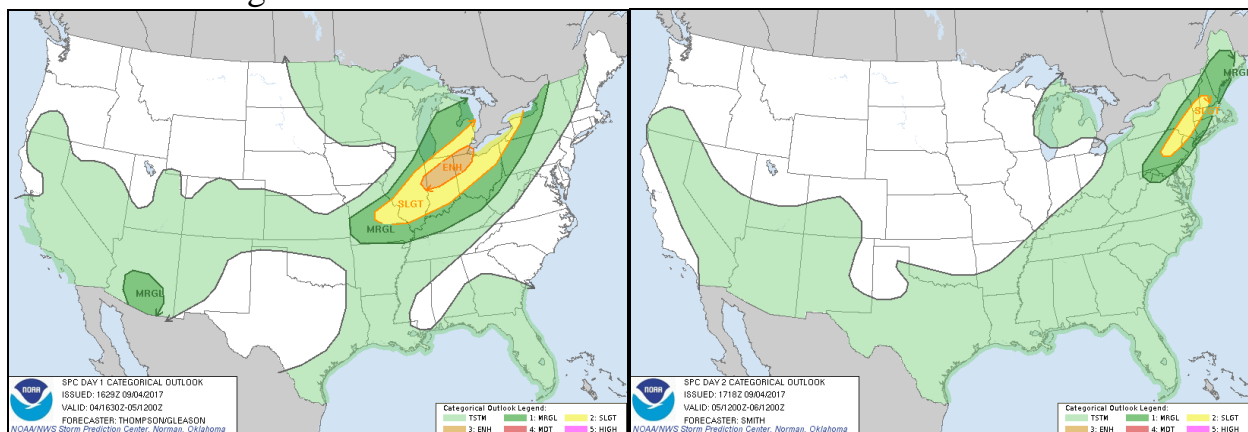 ENH
SLGT
MRGL
MRGL
NOAA
SPC DAY 1 CATEGORICAL OUTLOOK
ISSUED: 1629Z 09/04/2017
VALID: 04/1630Z-05/1200Z
FORECASTER: THOMPSON/GLEASON
NOAA/NWS Storm Prediction Center, Norman, Oklahoma
Categorical Outlook Legend:
TSTM 1: MRGL 2: SLGT
3: ENH 4: MDT 5: HIGH
MRGL
SLGT
NOAA
SPC DAY 2 CATEGORICAL OUTLOOK
ISSUED: 1718Z 09/04/2017
VALID: 05/1200Z-06/1200Z
FORECASTER: SMITH
NOAA/NWS Storm Prediction Center, Norman, Oklahoma
Categorical Outlook Legend:
TSTM 1: MRGL 2: SLGT
3: ENH 4: MDT 5: HIGH